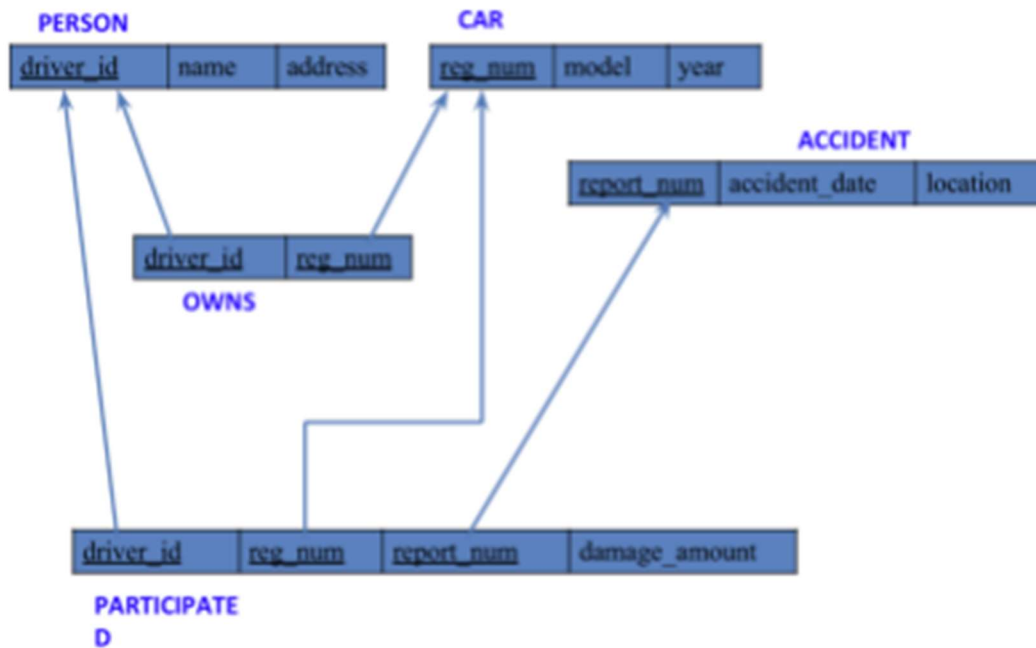 PERSON
CAR
driver_id name address
reg_num model year
ACCIDENT
report_num accident_date location
driver_id reg_num
OWNS
driver_id reg_num report_num damage_amount
PARTICIPATE
D